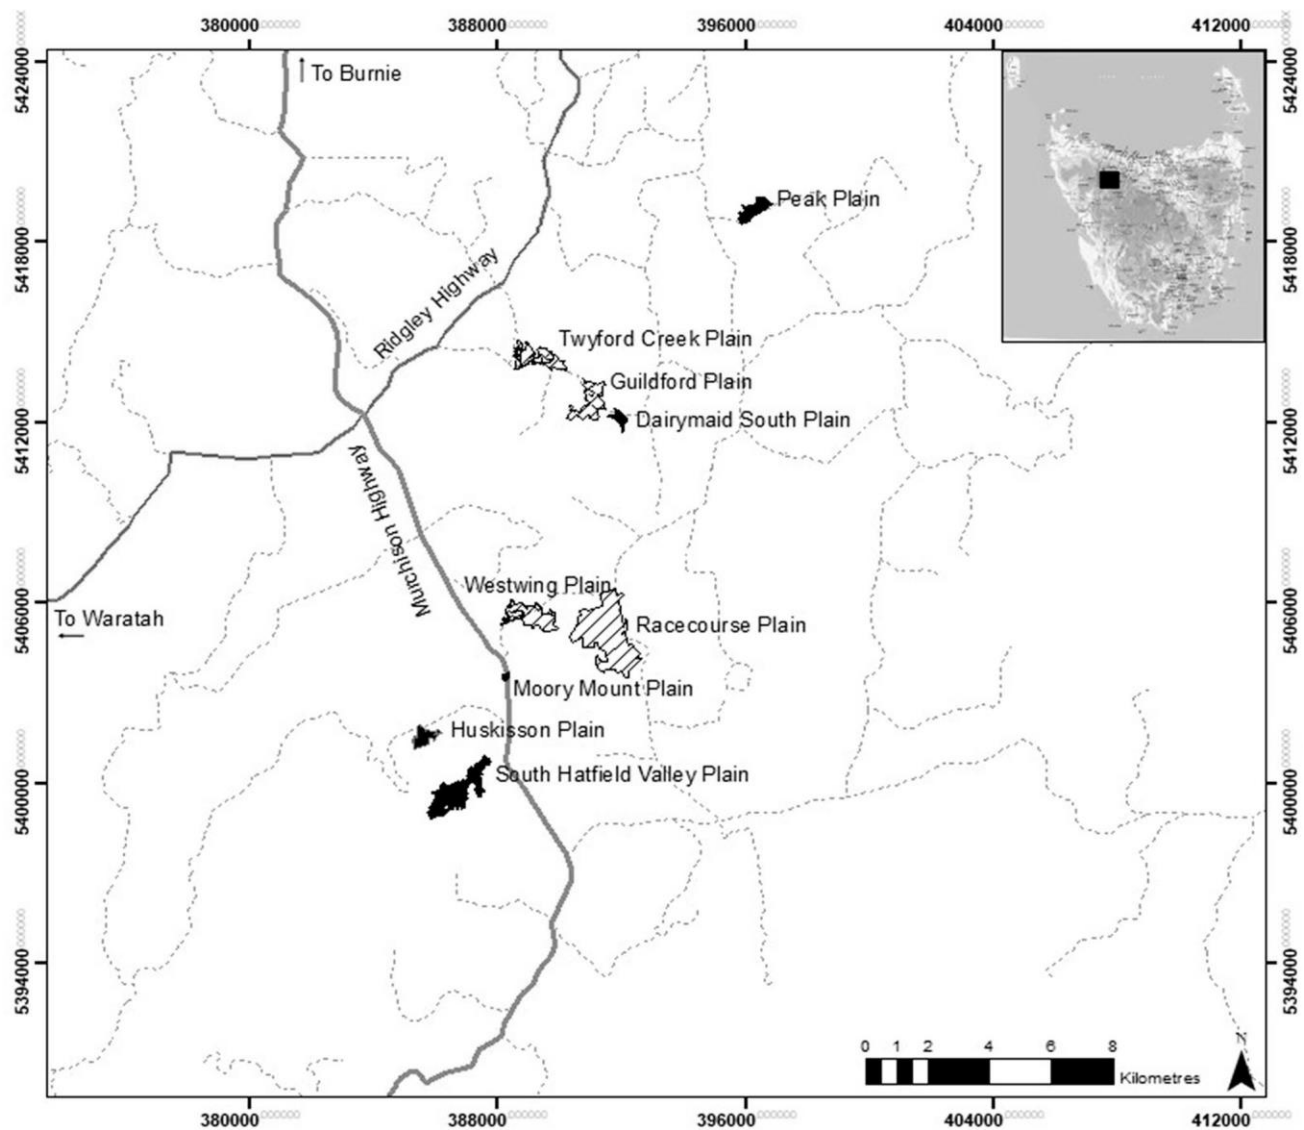 380000
388000
396000
404000
412000
5424000
5424000
To Burnie
Peak Plain
5418000
5418000
Ridgley Highway
Twyford Creek Plain
Guildford Plain
Dairymaid South Plain
5412000
5412000
Murchison Highway
Westwing Plain
Racecourse Plain
5406000
5406000
To Waratah
Moory Mount Plain
Huskisson Plain
South Hatfield Valley Plain
5400000
5400000
5394000
5394000
0 1 2 4 6 8
Kilometres
N
380000
388000
396000
404000
412000